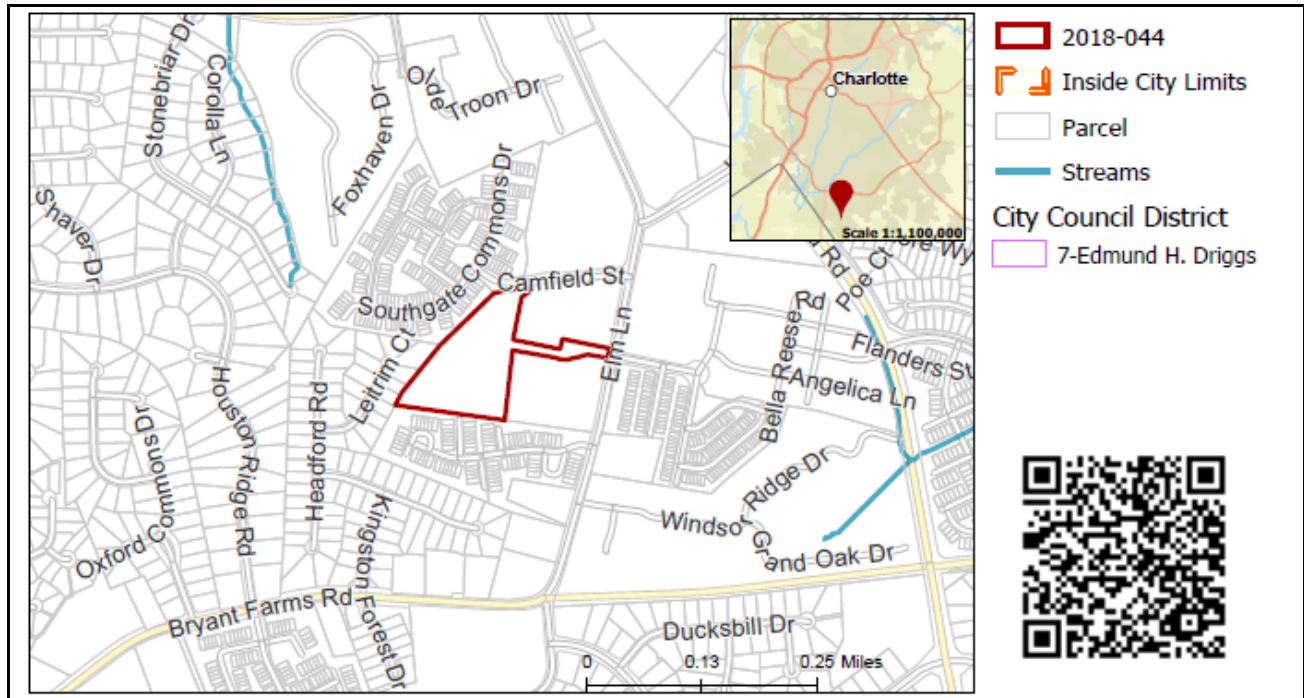 Stonebriar Dr
Corolla Ln
Foxhaven Dr
Olde
Troon Dr
Charlotte
Scale 1:1,100,000
Shaver Dr
Southgate Commons Dr
Camfield St
Elm Ln
Rd
Poe Ct
Wy
Bella Reese Rd
Flanders St
Angelica Ln
Leitrim Ct
Headford Rd
Houston Ridge Rd
Oxford Commons Dr
Kingston Forest Dr
Windsor Ridge Dr
Grand Oak Dr
Bryant Farms Rd
Ducksbill Dr
0 0.13 0.25 Miles
2018-044
Inside City Limits
Parcel
Streams
City Council District
7-Edmund H. Driggs